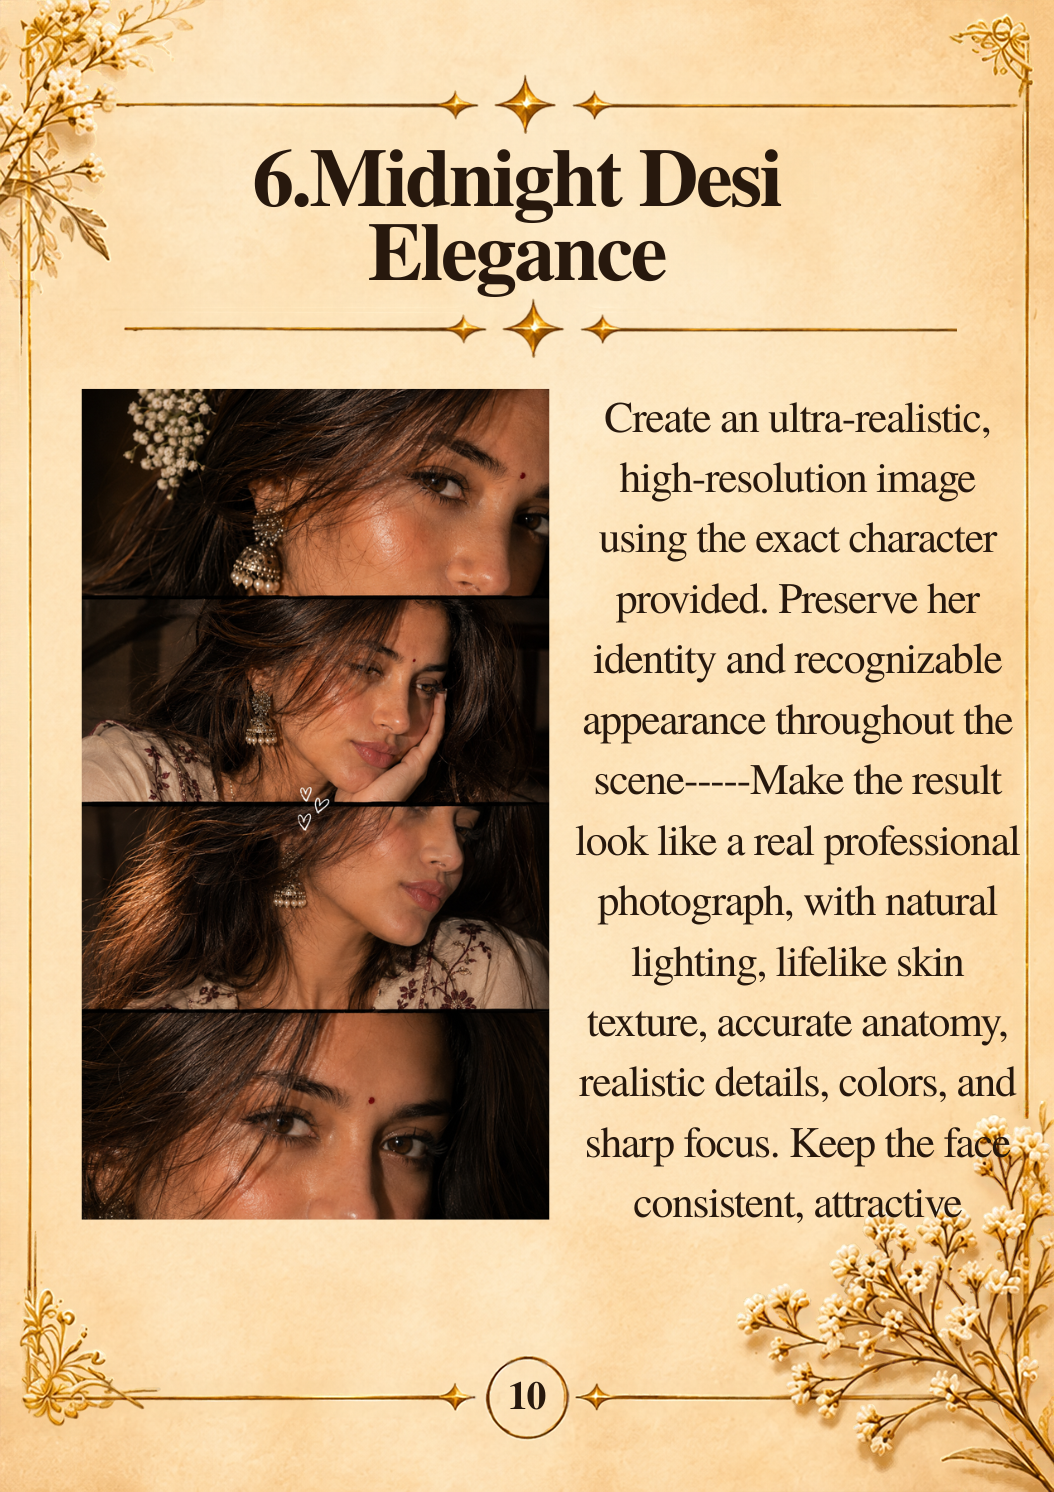 6.Midnight Desi
Elegance
Create an ultra-realistic,
high-resolution image
using the exact character
provided. Preserve her
identity and recognizable
appearance throughout the
scene-----Make the result
look like a real professional
photograph, with natural
lighting, lifelike skin
texture, accurate anatomy,
realistic details, colors, and
sharp focus. Keep the face
consistent, attractive
10